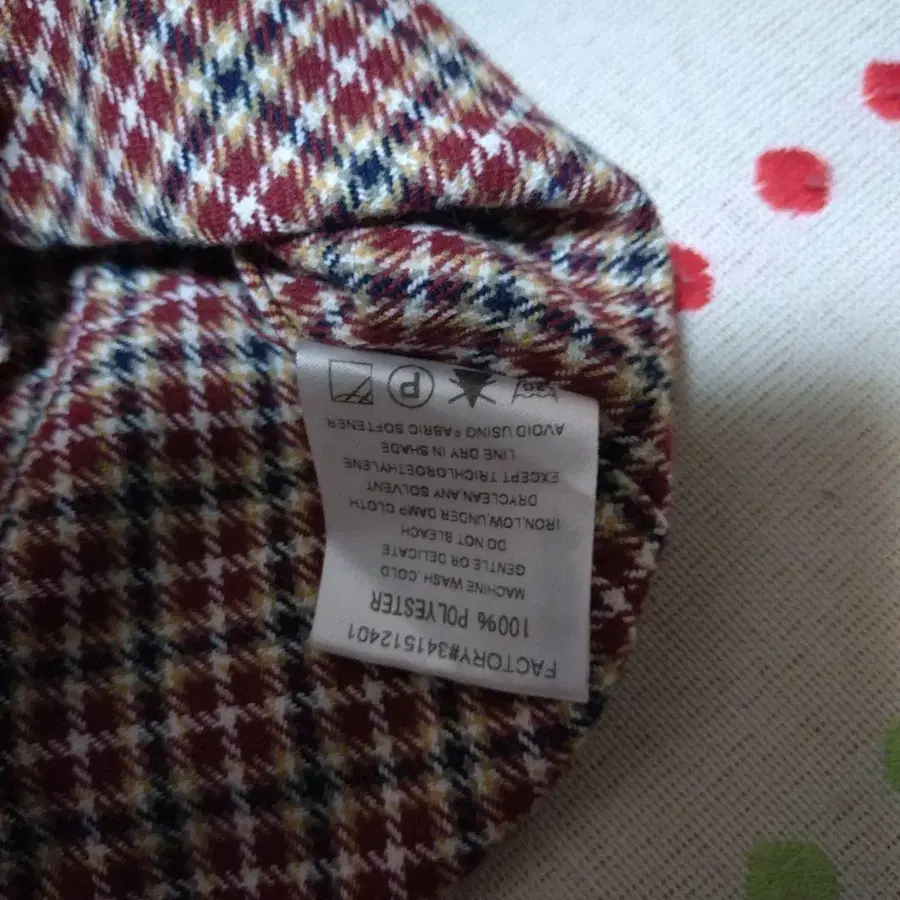 FACTORY#341512401
100% POLYESTER
MACHINE WASH,COLD
GENTLE OR DELICATE
DO NOT BLEACH
IRON,LOW,UNDER DAMP CLOTH
DRYCLEAN,ANY SOLVENT
EXCEPT TRICHLOROETHYLENE
LINE DRY IN SHADE
AVOID USING FABRIC SOFTENER
30 P